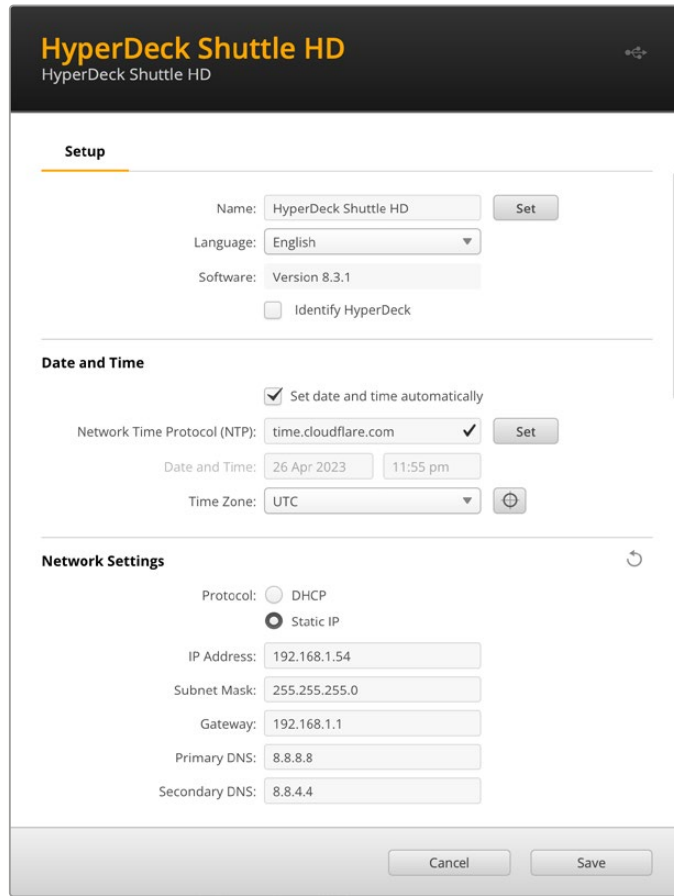 HyperDeck Shuttle HD
HyperDeck Shuttle HD
Setup
Name: HyperDeck Shuttle HD Set
Language: English
Software: Version 8.3.1
Identify HyperDeck
Date and Time
Set date and time automatically
Network Time Protocol (NTP): time.cloudflare.com Set
Date and Time: 26 Apr 2023 11:55 pm
Time Zone: UTC
Network Settings
Protocol: DHCP
Static IP
IP Address: 192.168.1.54
Subnet Mask: 255.255.255.0
Gateway: 192.168.1.1
Primary DNS: 8.8.8.8
Secondary DNS: 8.8.4.4
Cancel Save